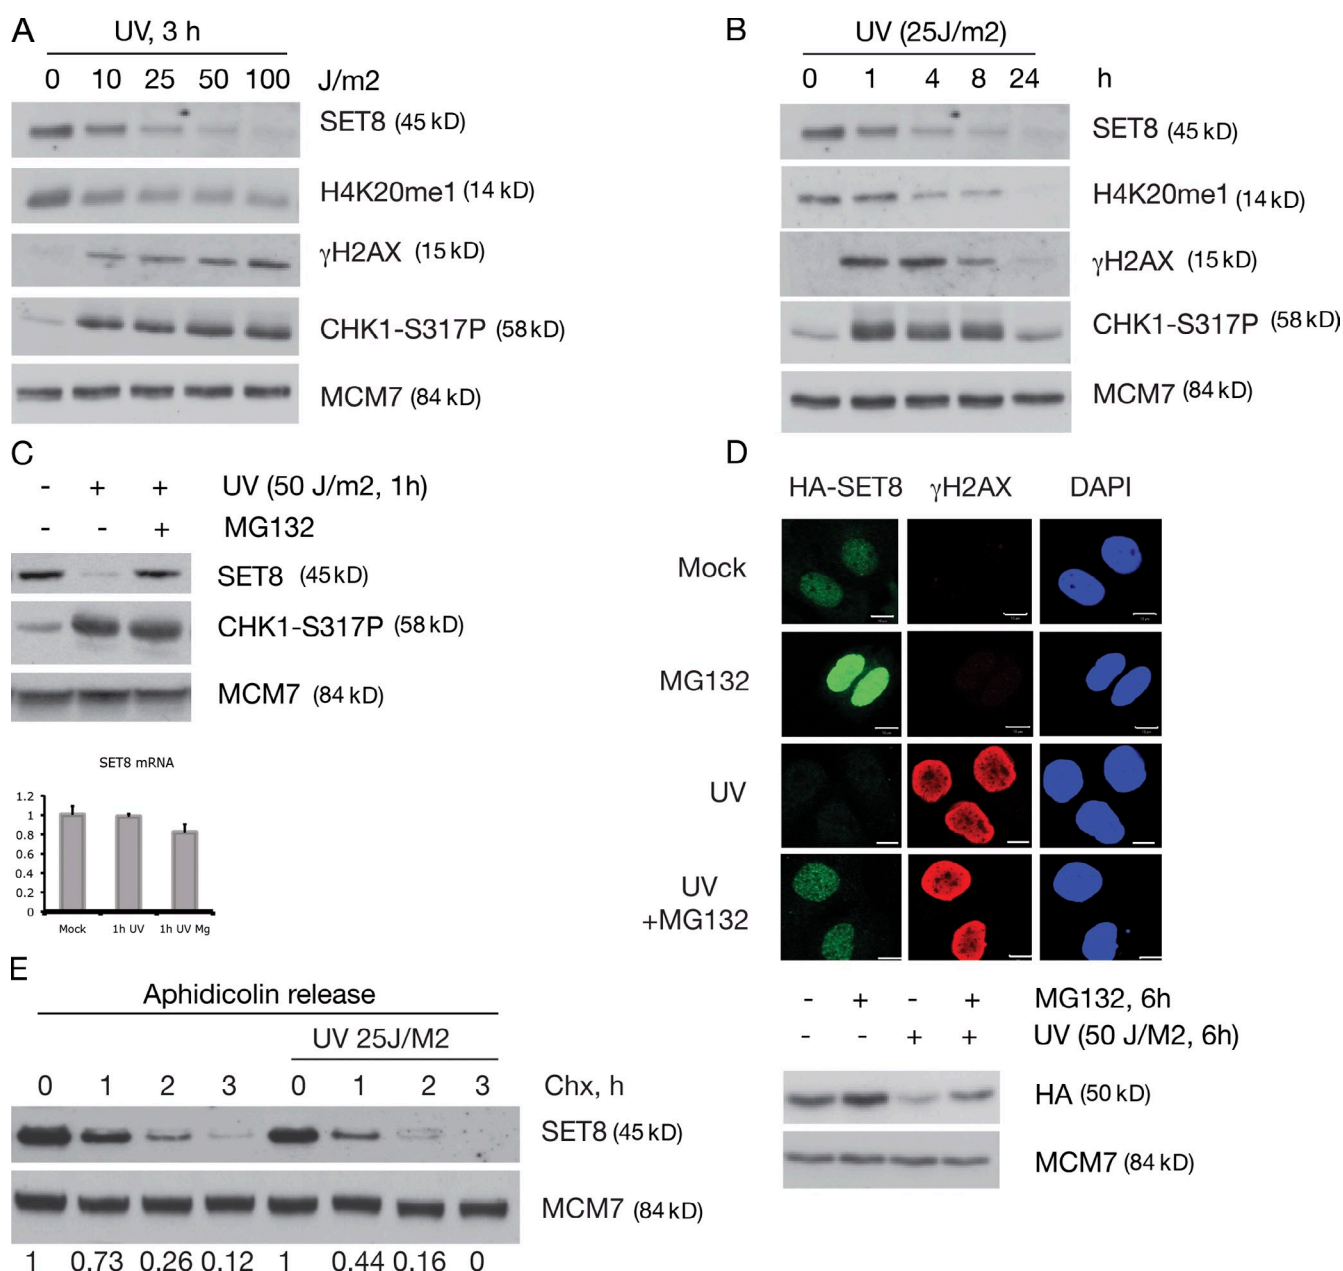 A
UV, 3 h
0 10 25 50 100 J/m2
SET8 (45 kD)
H4K20me1 (14 kD)
γH2AX (15 kD)
CHK1-S317P (58 kD)
MCM7 (84 kD)
B
UV (25J/m2)
0 1 4 8 24 h
SET8 (45 kD)
H4K20me1 (14 kD)
γH2AX (15 kD)
CHK1-S317P (58 kD)
MCM7 (84 kD)
C
- + + UV (50 J/m2, 1h)
- - + MG132
SET8 (45 kD)
CHK1-S317P (58 kD)
MCM7 (84 kD)
SET8 mRNA
1.2
1
0.8
0.6
0.4
0.2
0
Mock 1h UV 1h UV Mg
D
HA-SET8 γH2AX DAPI
Mock
MG132
UV
UV
+MG132
- + - + MG132, 6h
- - + + UV (50 J/M2, 6h)
HA (50 kD)
MCM7 (84 kD)
E
Aphidicolin release
UV 25J/M2
0 1 2 3 0 1 2 3 Chx, h
SET8 (45 kD)
MCM7 (84 kD)
1 0.73 0.26 0.12 1 0.44 0.16 0